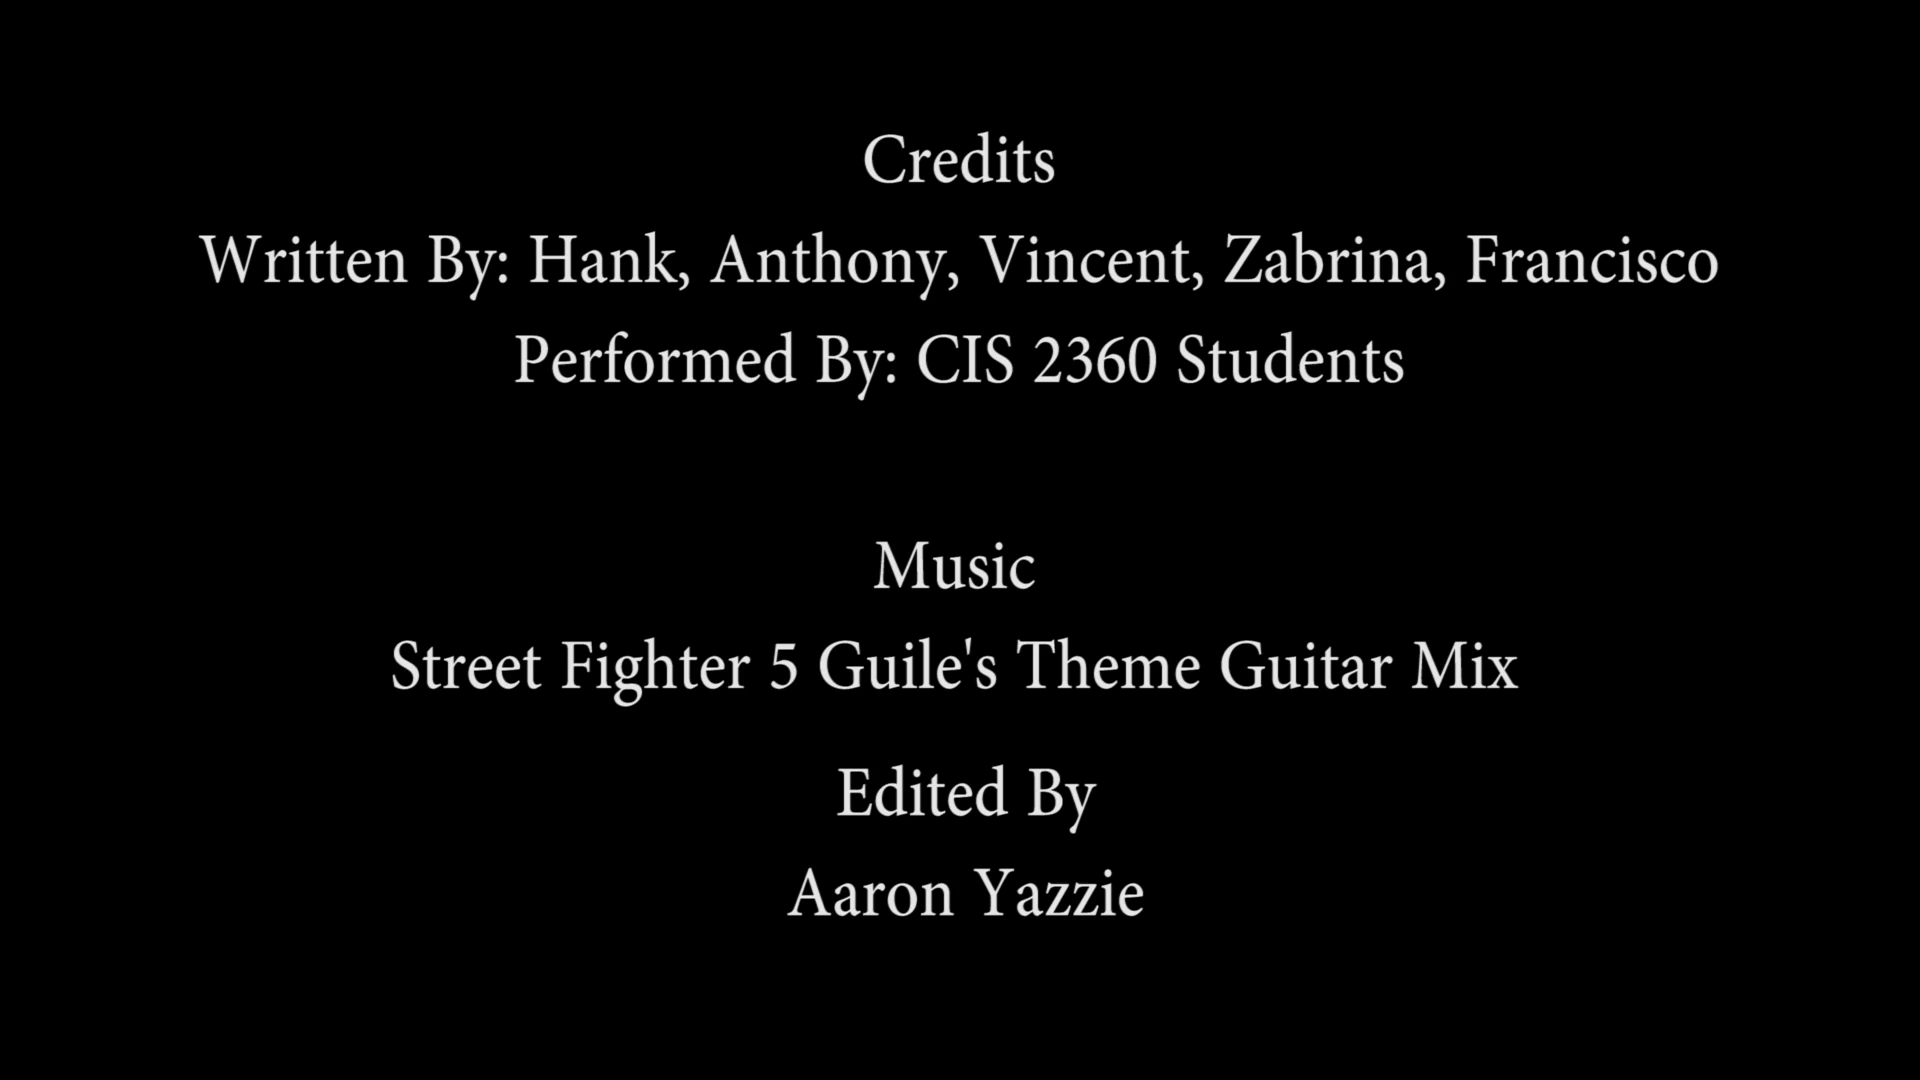 Credits
Written By: Hank, Anthony, Vincent, Zabrina, Francisco
Performed By: CIS 2360 Students
Music
Street Fighter 5 Guile's Theme Guitar Mix
Edited By
Aaron Yazzie